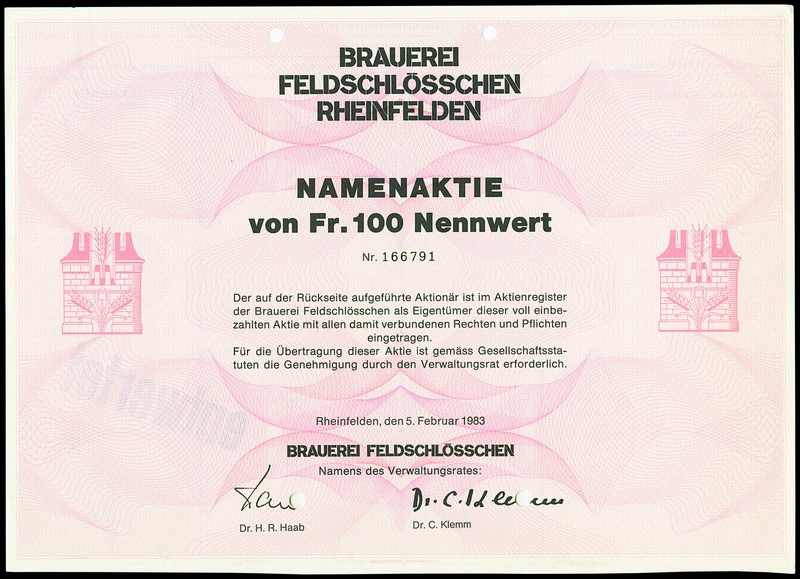 BRAUEREI
FELDSCHLÖSSCHEN
RHEINFELDEN
NAMENAKTIE
von Fr. 100 Nennwert
Nr. 166791
Der auf der Rückseite aufgeführte Aktionär ist im Aktienregister
der Brauerei Feldschlösschen als Eigentümer dieser voll einbe-
zahlten Aktie mit allen damit verbundenen Rechten und Pflichten
eingetragen.
Für die Übertragung dieser Aktie ist gemäss Gesellschaftssta-
tuten die Genehmigung durch den Verwaltungsrat erforderlich.
Rheinfelden, den 5. Februar 1983
BRAUEREI FELDSCHLÖSSCHEN
Namens des Verwaltungsrates:
Dr. C. Klemm
Dr. H. R. Haab
Dr. C. Klemm